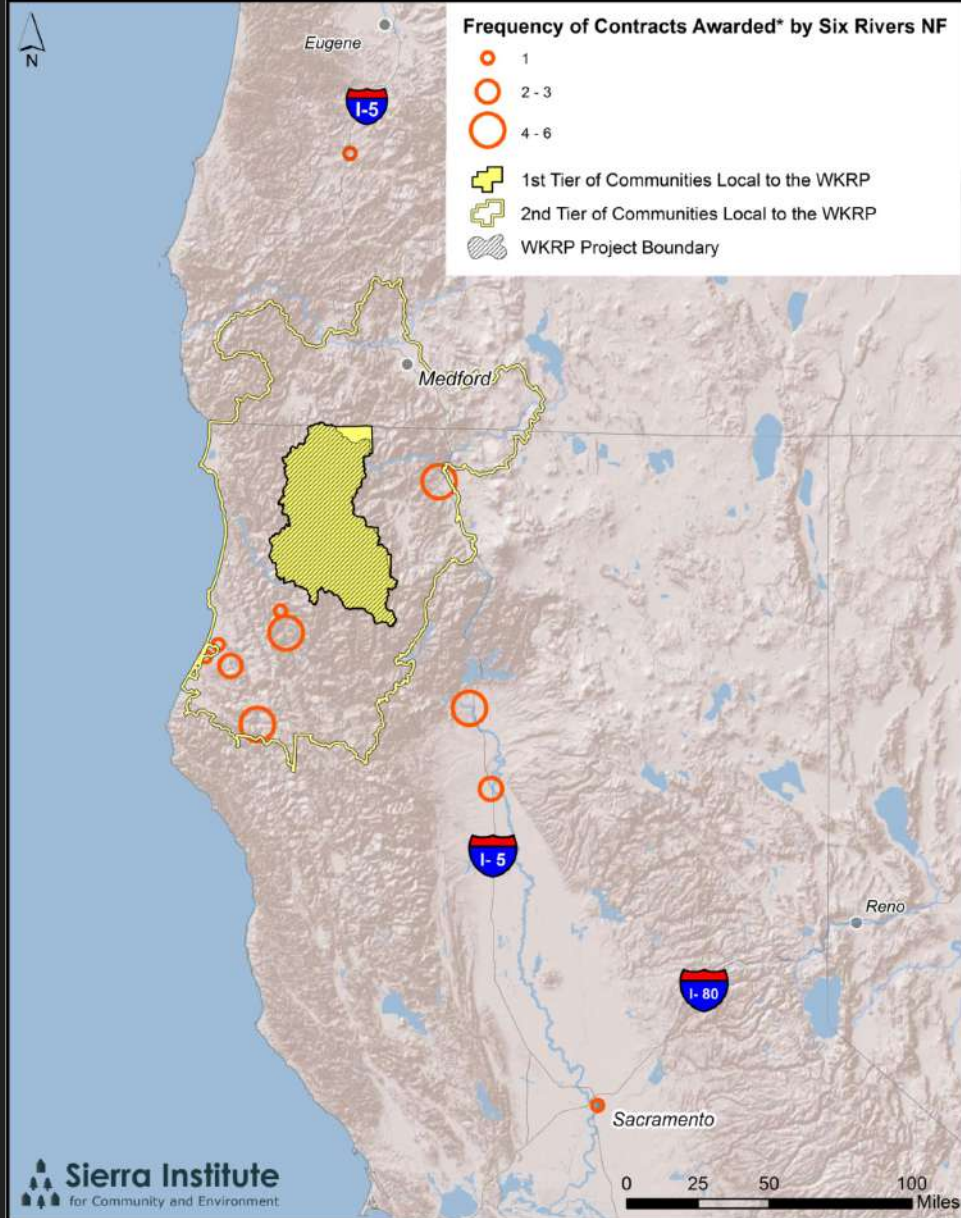 N
Eugene
I-5
Frequency of Contracts Awarded* by Six Rivers NF
1
2 - 3
4 - 6
1st Tier of Communities Local to the WKRP
2nd Tier of Communities Local to the WKRP
WKRP Project Boundary
Medford
I- 5
Reno
I- 80
Sacramento
Sierra Institute
for Community and Environment
0 25 50 100
Miles